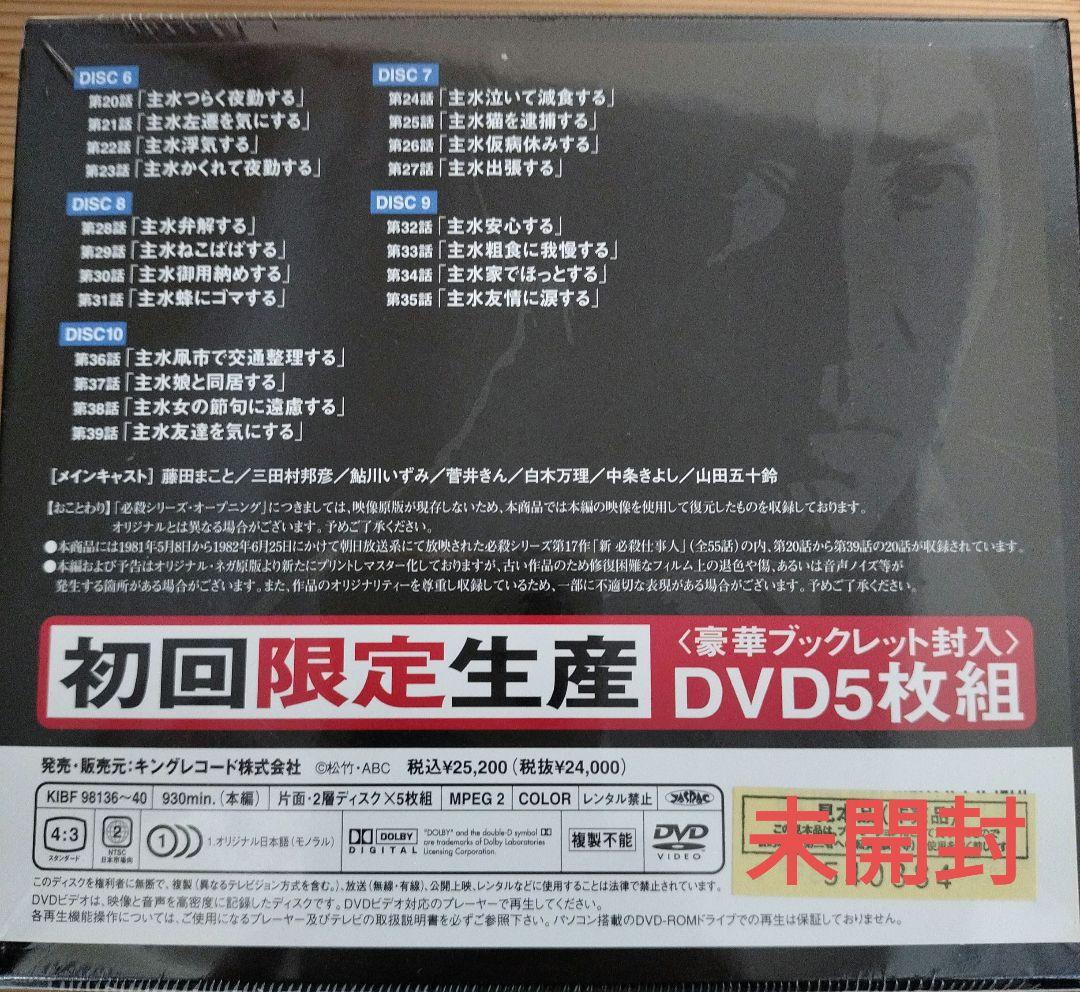 DISC 6
第20話「主水つらく夜勤する」
第21話「主水左遷を気にする」
第22話「主水浮気する」
第23話「主水かくれて夜勤する」
DISC 7
第24話「主水泣いて減食する」
第25話「主水猫を逮捕する」
第26話「主水仮病休みする」
第27話「主水出張する」
DISC 8
第28話「主水弁解する」
第29話「主水ねこばばする」
第30話「主水御用納めする」
第31話「主水蜂にゴマする」
DISC 9
第32話「主水安心する」
第33話「主水粗食に我慢する」
第34話「主水家でほっとする」
第35話「主水友情に涙する」
DISC10
第36話「主水凧市で交通整理する」
第37話「主水娘と同居する」
第38話「主水女の節句に遠慮する」
第39話「主水友達を気にする」
[メインキャスト] 藤田まこと／三田村邦彦／鮎川いずみ／菅井きん／白木万理／中条きよし／山田五十鈴
【おことわり】「必殺シリーズ・オープニング」につきましては、映像原版が現存しないため、本商品では本編の映像を使用して復元したものを収録しております。
オリジナルとは異なる場合がございます。予めご了承ください。
●本商品には1981年5月8日から1982年6月25日にかけて朝日放送系にて放映された必殺シリーズ第17作「新 必殺仕事人」(全55話)の内、第20話から第39話の20話が収録されています。
●本編および予告はオリジナル・ネガ原版より新たにプリントしマスター化しておりますが、古い作品のため修復困難なフィルム上の退色や傷、あるいは音声ノイズ等が
発生する箇所がある場合がございます。また、作品のオリジナリティーを尊重し収録しているため、一部に不適切な表現がある場合がございます。予めご了承ください。
初回限定生産
〈豪華ブックレット封入〉
DVD5枚組
発売・販売元：キングレコード株式会社 ©松竹・ABC 税込¥25,200(税抜¥24,000)
KIBF 98136～40 930min.(本編) 片面・2層ディスク×5枚組 MPEG 2 COLOR レンタル禁止 JASRAC
4:3 スタンダード 2 NTSC 日本市場向 1 1.オリジナル日本語(モノラル) DOLBY DIGITAL "DOLBY" and the double-D symbol are trademarks of Dolby Laboratories Licensing Corporation. 複製不能 DVD VIDEO
未開封
このディスクを権利者に無断で、複製(異なるテレビジョン方式を含む。)、放送(無線・有線)、公開上映、レンタルなどに使用することは法律で禁止されています。
DVDビデオは、映像と音声を高密度に記録したディスクです。DVDビデオ対応のプレーヤーで再生してください。
各再生機能操作については、ご使用になるプレーヤー及びテレビの取扱説明書を必ずご参照下さい。パソコン搭載のDVD-ROMドライブでの再生は保証しておりません。